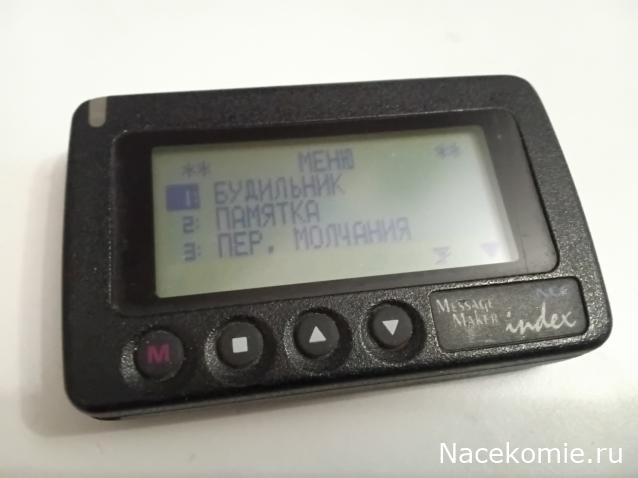 ** МЕНЮ **
1: БУДИЛЬНИК
2: ПАМЯТКА
3: ПЕР. МОЛЧАНИЯ
M
MESSAGE
MAKER index
Nacekomie.ru